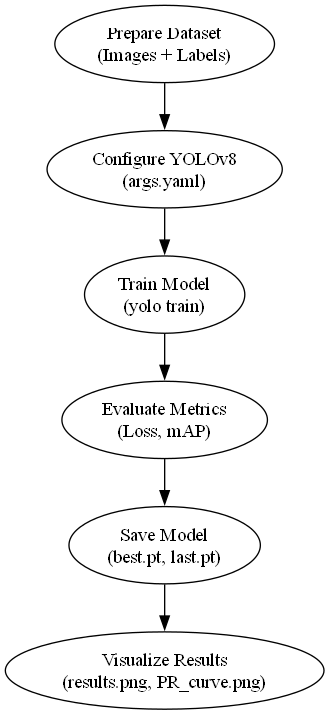 Prepare Dataset
(Images + Labels)
Configure YOLOv8
(args.yaml)
Train Model
(yolo train)
Evaluate Metrics
(Loss, mAP)
Save Model
(best.pt, last.pt)
Visualize Results
(results.png, PR_curve.png)